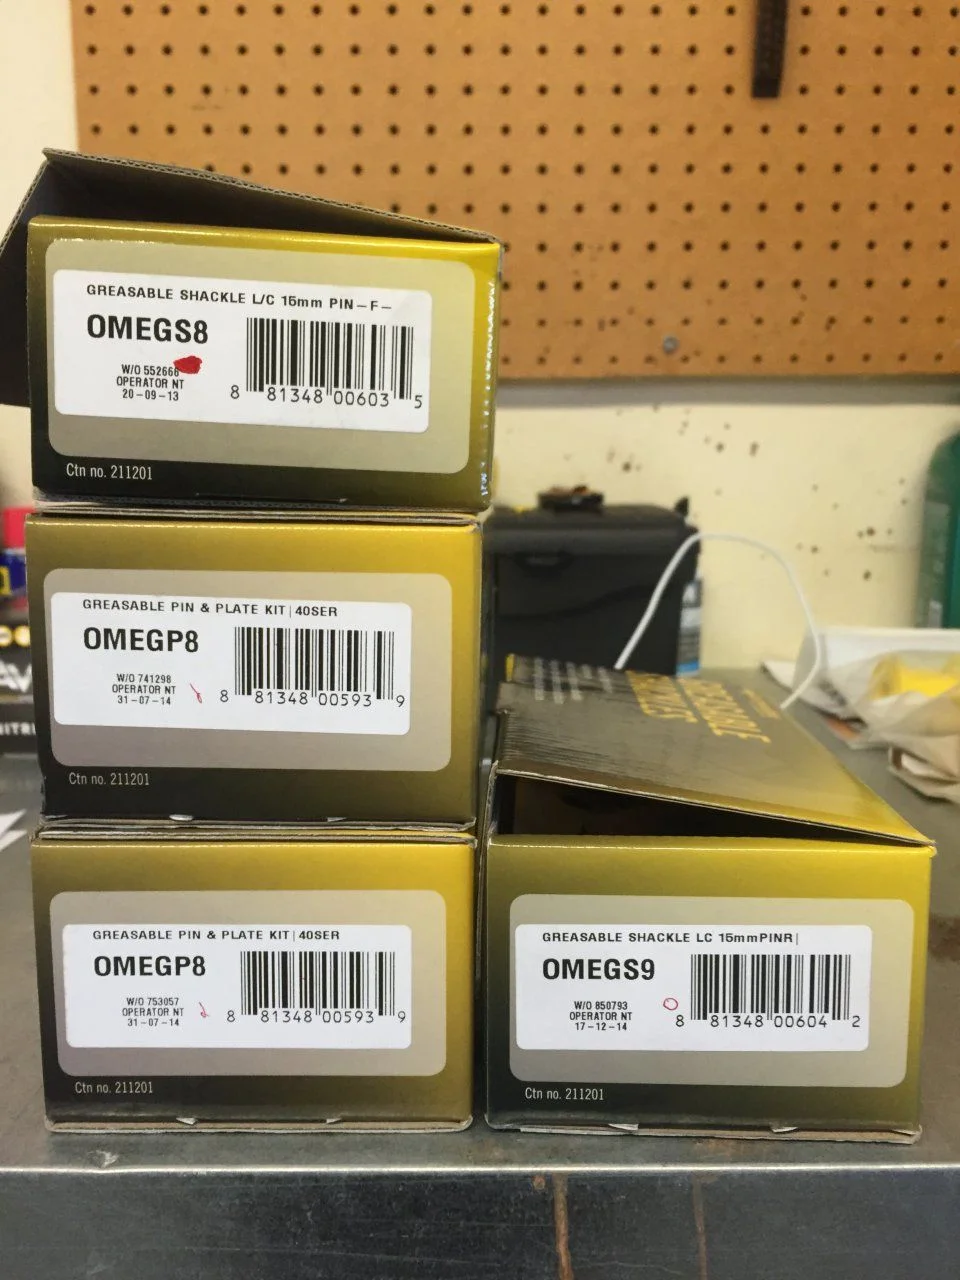 GREASABLE SHACKLE L/C 15mm PIN-F-
OMEGS8
W/O 552668
OPERATOR NT
20-09-13
8 81348 00603 5
Ctn no. 211201
GREASABLE PIN & PLATE KIT|40SER
OMEGP8
W/O 741298
OPERATOR NT
31-07-14
8 81348 00593 9
Ctn no. 211201
GREASABLE PIN & PLATE KIT|40SER
OMEGP8
W/O 753057
OPERATOR NT
31-07-14
8 81348 00593 9
Ctn no. 211201
GREASABLE
SHACKLES
GREASABLE SHACKLE LC 15mmPINR|
OMEGS9
W/O 850793
OPERATOR NT
17-12-14
8 81348 00604 2
Ctn no. 211201